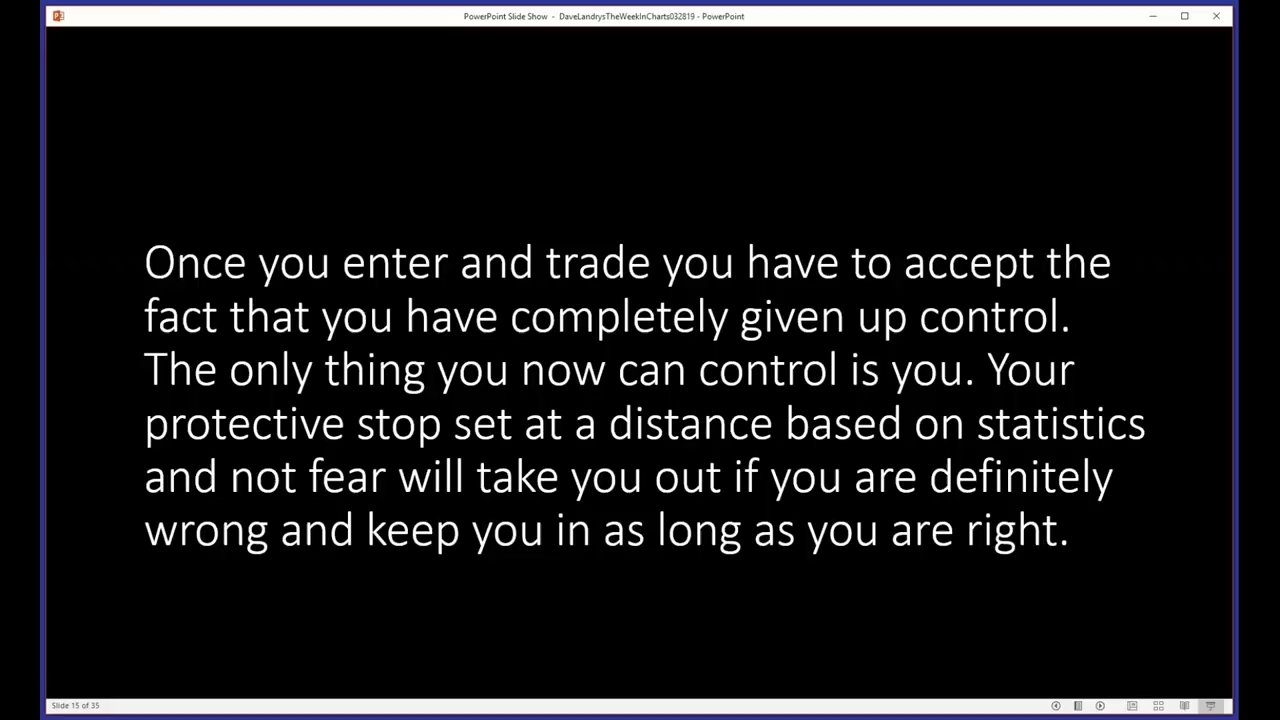 PowerPoint Slide Show - DaveLandrysTheWeekInCharts032819 - PowerPoint
Once you enter and trade you have to accept the
fact that you have completely given up control.
The only thing you now can control is you. Your
protective stop set at a distance based on statistics
and not fear will take you out if you are definitely
wrong and keep you in as long as you are right.
Slide 15 of 35